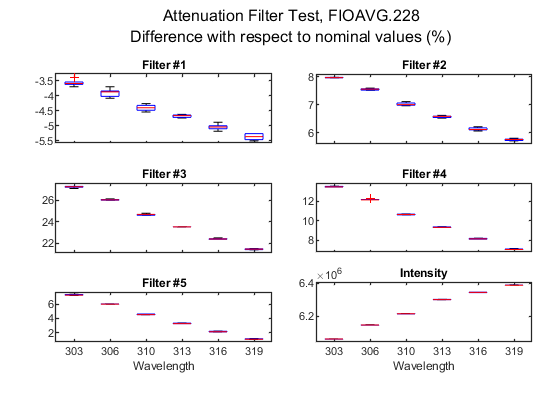 Attenuation Filter Test, FIOAVG.228
Difference with respect to nominal values (%)
Filter #1
-3.5
-4
-4.5
-5
-5.5
Filter #2
8
7
6
Filter #3
26
24
22
Filter #4
12
10
8
Filter #5
6
4
2
303 306 310 313 316 319
Wavelength
Intensity
×10^6
6.4
6.2
303 306 310 313 316 319
Wavelength